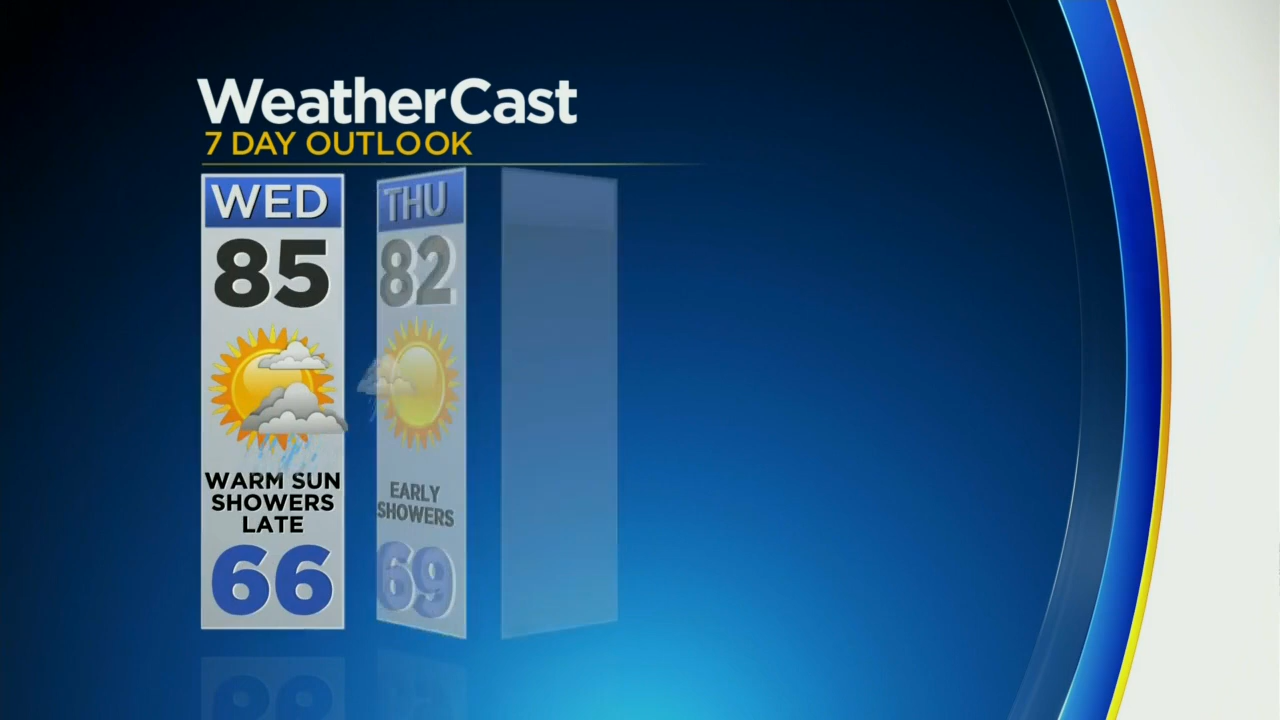 WeatherCast
7 DAY OUTLOOK
WED
85
WARM SUN
SHOWERS
LATE
66
THU
82
EARLY
SHOWERS
69